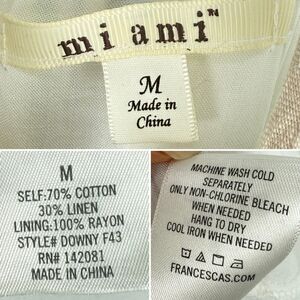 mi ami™
M
Made in
China
M
SELF:70% COTTON
30% LINEN
LINING:100% RAYON
STYLE# DOWNY F43
RN# 142081
MADE IN CHINA
MACHINE WASH COLD
SEPARATELY
ONLY NON-CHLORINE BLEACH
WHEN NEEDED
HANG TO DRY
COOL IRON WHEN NEEDED
FRANCESCAS.COM